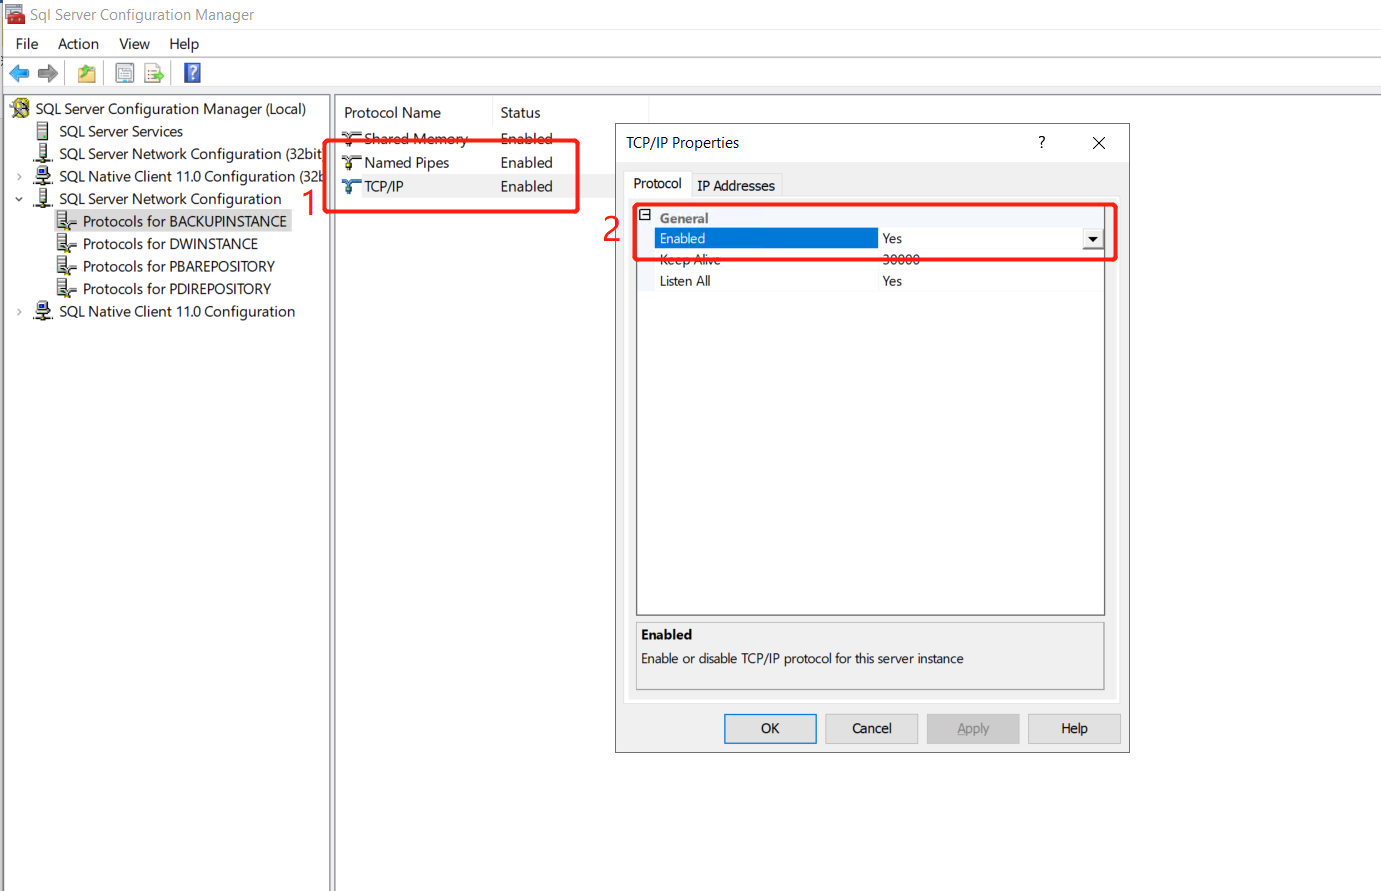 Sql Server Configuration Manager
File Action View Help
SQL Server Configuration Manager (Local)
SQL Server Services
SQL Server Network Configuration (32bit
SQL Native Client 11.0 Configuration (32b
SQL Server Network Configuration
Protocols for BACKUPINSTANCE
Protocols for DWINSTANCE
Protocols for PBAREPOSITORY
Protocols for PDIREPOSITORY
SQL Native Client 11.0 Configuration
Protocol Name Status
Shared Memory Enabled
Named Pipes Enabled
TCP/IP Enabled
1
TCP/IP Properties
?
Protocol IP Addresses
2
General
Enabled Yes
Keep Alive 30000
Listen All Yes
Enabled
Enable or disable TCP/IP protocol for this server instance
OK Cancel Apply Help